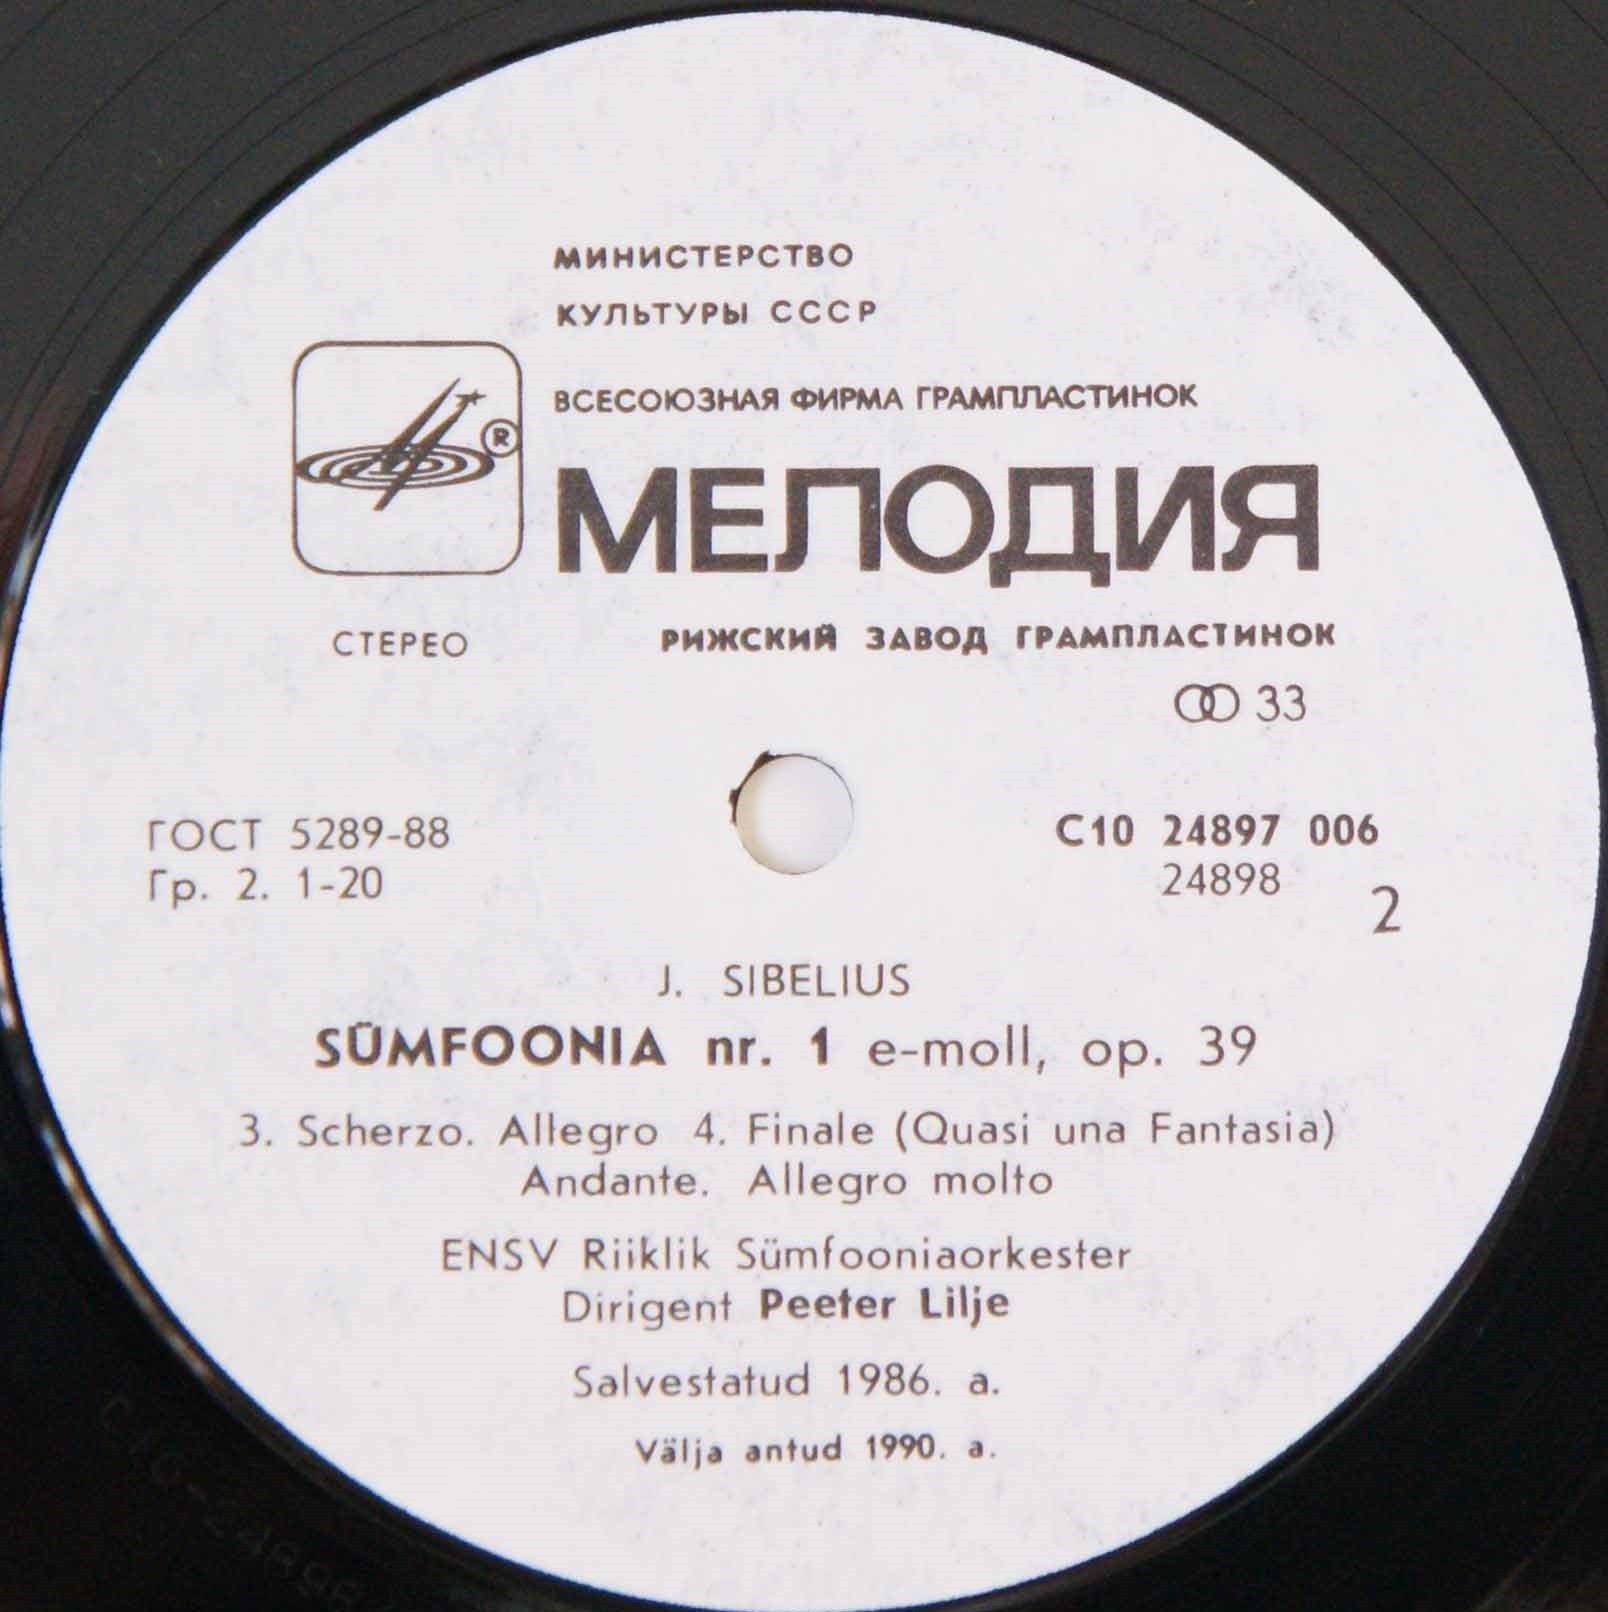 МИНИСТЕРСТВО
КУЛЬТУРЫ СССР
ВСЕСОЮЗНАЯ ФИРМА ГРАМПЛАСТИНОК
®
МЕЛОДИЯ
СТЕРЕО
РИЖСКИЙ ЗАВОД ГРАМПЛАСТИНОК
33
ГОСТ 5289-88
Гр. 2. 1-20
С10 24897 006
24898
2
J. SIBELIUS
SÜMFOONIA nr. 1 e-moll, op. 39
3. Scherzo. Allegro 4. Finale (Quasi una Fantasia)
Andante. Allegro molto
ENSV Riiklik Sümfooniaorkester
Dirigent Peeter Lilje
Salvestatud 1986. a.
Välja antud 1990. a.